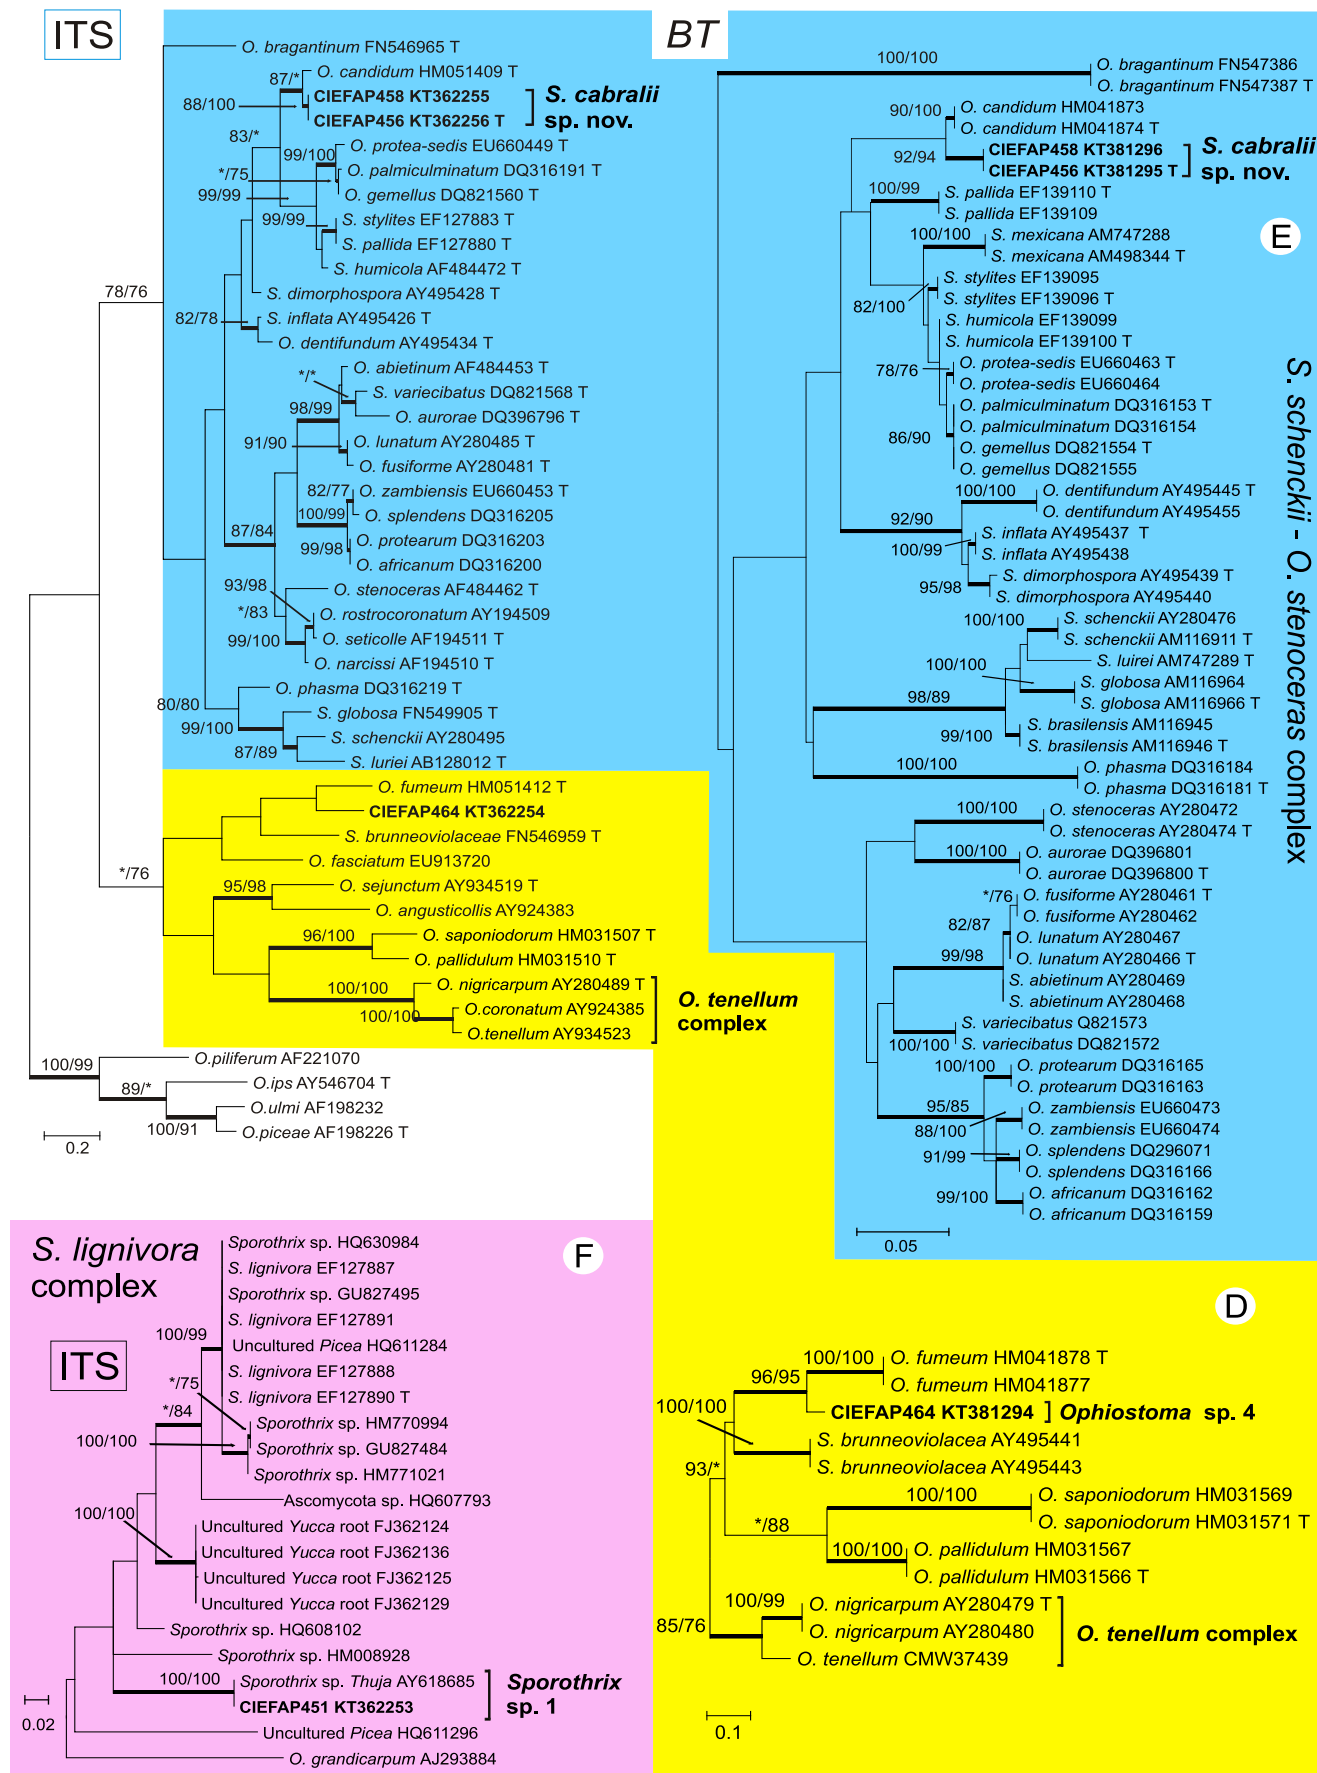 ITS
O. bragantinum FN546965 T
87/*
O. candidum HM051409 T
88/100
CIEFAP458 KT362255
CIEFAP456 KT362256 T
S. cabralii
sp. nov.
83/*
99/100
O. protea-sedis EU660449 T
*/75
O. palmiculminatum DQ316191 T
99/99
O. gemellus DQ821560 T
99/99
S. stylites EF127883 T
S. pallida EF127880 T
S. humicola AF484472 T
78/76
S. dimorphospora AY495428 T
82/78
S. inflata AY495426 T
O. dentifundum AY495434 T
*/*
O. abietinum AF484453 T
S. variecibatus DQ821568 T
98/99
O. aurorae DQ396796 T
91/90
O. lunatum AY280485 T
O. fusiforme AY280481 T
82/77
O. zambiensis EU660453 T
100/99
O. splendens DQ316205
87/84
O. protearum DQ316203
99/98
O. africanum DQ316200
93/98
O. stenoceras AF484462 T
*/83
O. rostrocoronatum AY194509
99/100
O. seticolle AF194511 T
O. narcissi AF194510 T
80/80
O. phasma DQ316219 T
99/100
S. globosa FN549905 T
87/89
S. schenckii AY280495
S. luriei AB128012 T
O. fumeum HM051412 T
CIEFAP464 KT362254
S. brunneoviolaceae FN546959 T
*/76
O. fasciatum EU913720
95/98
O. sejunctum AY934519 T
O. angusticollis AY924383
96/100
O. saponiodorum HM031507 T
O. pallidulum HM031510 T
100/100
O. nigricarpum AY280489 T
100/100
O.coronatum AY924385
O.tenellum AY934523
O. tenellum
complex
100/99
O.piliferum AF221070
89/*
O.ips AY546704 T
O.ulmi AF198232
100/91
O.piceae AF198226 T
0.2
BT
100/100
O. bragantinum FN547386
O. bragantinum FN547387 T
90/100
O. candidum HM041873
O. candidum HM041874 T
92/94
CIEFAP458 KT381296
CIEFAP456 KT381295 T
S. cabralii
sp. nov.
100/99
S. pallida EF139110 T
S. pallida EF139109
E
100/100
S. mexicana AM747288
S. mexicana AM498344 T
82/100
S. stylites EF139095
S. stylites EF139096 T
S. humicola EF139099
S. humicola EF139100 T
78/76
O. protea-sedis EU660463 T
O. protea-sedis EU660464
86/90
O. palmiculminatum DQ316153 T
O. palmiculminatum DQ316154
O. gemellus DQ821554 T
O. gemellus DQ821555
100/100
O. dentifundum AY495445 T
O. dentifundum AY495455
92/90
100/99
S. inflata AY495437 T
S. inflata AY495438
95/98
S. dimorphospora AY495439 T
S. dimorphospora AY495440
100/100
S. schenckii AY280476
S. schenckii AM116911 T
S. luirei AM747289 T
100/100
S. globosa AM116964
S. globosa AM116966 T
98/89
99/100
S. brasilensis AM116945
S. brasilensis AM116946 T
100/100
O. phasma DQ316184
O. phasma DQ316181 T
100/100
O. stenoceras AY280472
O. stenoceras AY280474 T
100/100
O. aurorae DQ396801
O. aurorae DQ396800 T
*/76
O. fusiforme AY280461 T
82/87
O. fusiforme AY280462
O. lunatum AY280467
99/98
O. lunatum AY280466 T
S. abietinum AY280469
S. abietinum AY280468
S. variecibatus Q821573
100/100
S. variecibatus DQ821572
100/100
O. protearum DQ316165
O. protearum DQ316163
95/85
O. zambiensis EU660473
88/100
O. zambiensis EU660474
91/99
O. splendens DQ296071
O. splendens DQ316166
99/100
O. africanum DQ316162
O. africanum DQ316159
0.05
S. schenckii - O. stenoceras complex
S. lignivora
complex
F
ITS
Sporothrix sp. HQ630984
S. lignivora EF127887
Sporothrix sp. GU827495
S. lignivora EF127891
100/99
Uncultured Picea HQ611284
S. lignivora EF127888
*/75
S. lignivora EF127890 T
*/84
Sporothrix sp. HM770994
100/100
Sporothrix sp. GU827484
Sporothrix sp. HM771021
Ascomycota sp. HQ607793
100/100
Uncultured Yucca root FJ362124
Uncultured Yucca root FJ362136
Uncultured Yucca root FJ362125
Uncultured Yucca root FJ362129
Sporothrix sp. HQ608102
Sporothrix sp. HM008928
100/100
Sporothrix sp. Thuja AY618685
CIEFAP451 KT362253
Sporothrix
sp. 1
0.02
Uncultured Picea HQ611296
O. grandicarpum AJ293884
D
100/100
O. fumeum HM041878 T
96/95
O. fumeum HM041877
CIEFAP464 KT381294
Ophiostoma sp. 4
100/100
S. brunneoviolacea AY495441
S. brunneoviolacea AY495443
93/*
100/100
O. saponiodorum HM031569
O. saponiodorum HM031571 T
*/88
100/100
O. pallidulum HM031567
O. pallidulum HM031566 T
100/99
O. nigricarpum AY280479 T
85/76
O. nigricarpum AY280480
O. tenellum CMW37439
O. tenellum complex
0.1